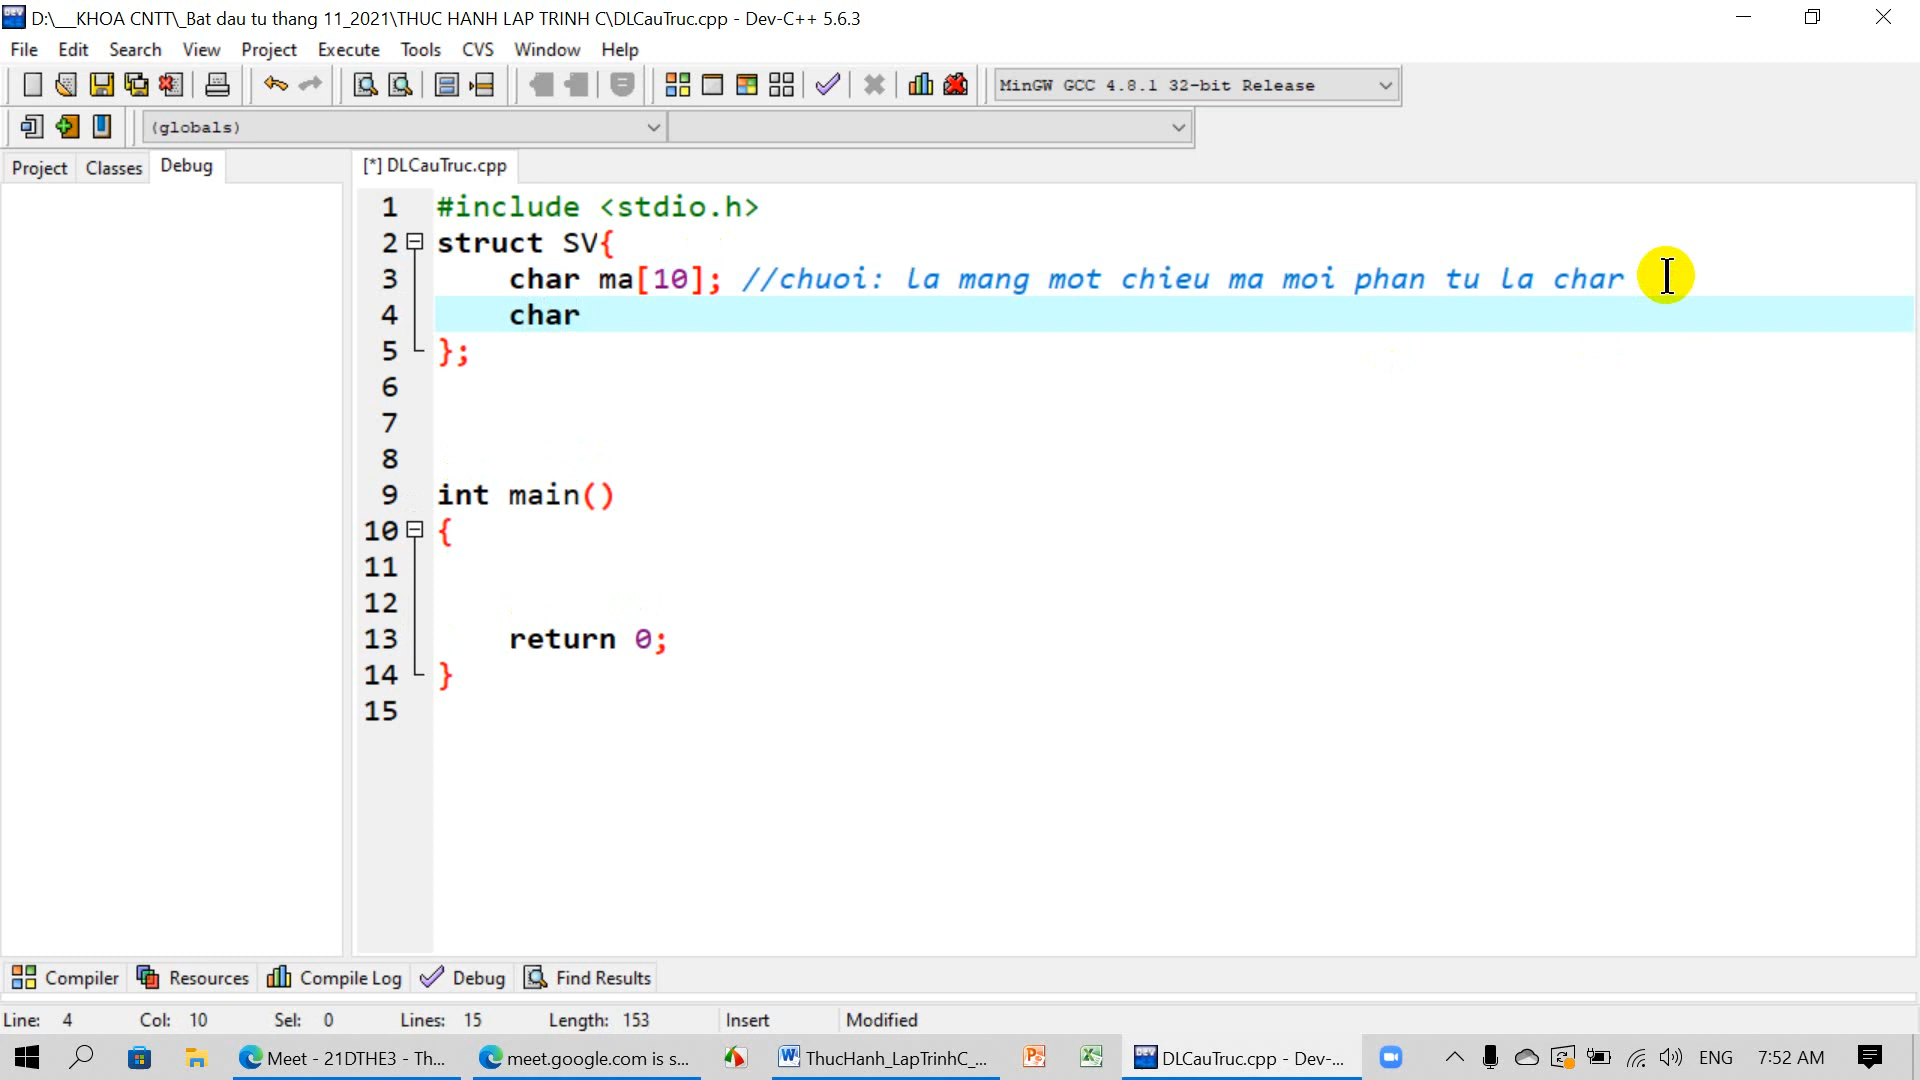 D:\__KHOA CNTT\_Bat dau tu thang 11_2021\THUC HANH LAP TRINH C\DLCauTruc.cpp - Dev-C++ 5.6.3
File Edit Search View Project Execute Tools CVS Window Help
MinGW GCC 4.8.1 32-bit Release
(globals)
Project Classes Debug
[*] DLCauTruc.cpp
1 #include <stdio.h>
2 struct SV{
3 char ma[10]; //chuoi: la mang mot chieu ma moi phan tu la char
4 char
5 };
6
7
8
9 int main()
10 {
11
12
13 return 0;
14 }
15
Compiler Resources Compile Log Debug Find Results
Line: 4 Col: 10 Sel: 0 Lines: 15 Length: 153 Insert Modified
Meet - 21DTHE3 - Th... meet.google.com is s... ThucHanh_LapTrinhC_... DLCauTruc.cpp - Dev-... ENG 7:52 AM